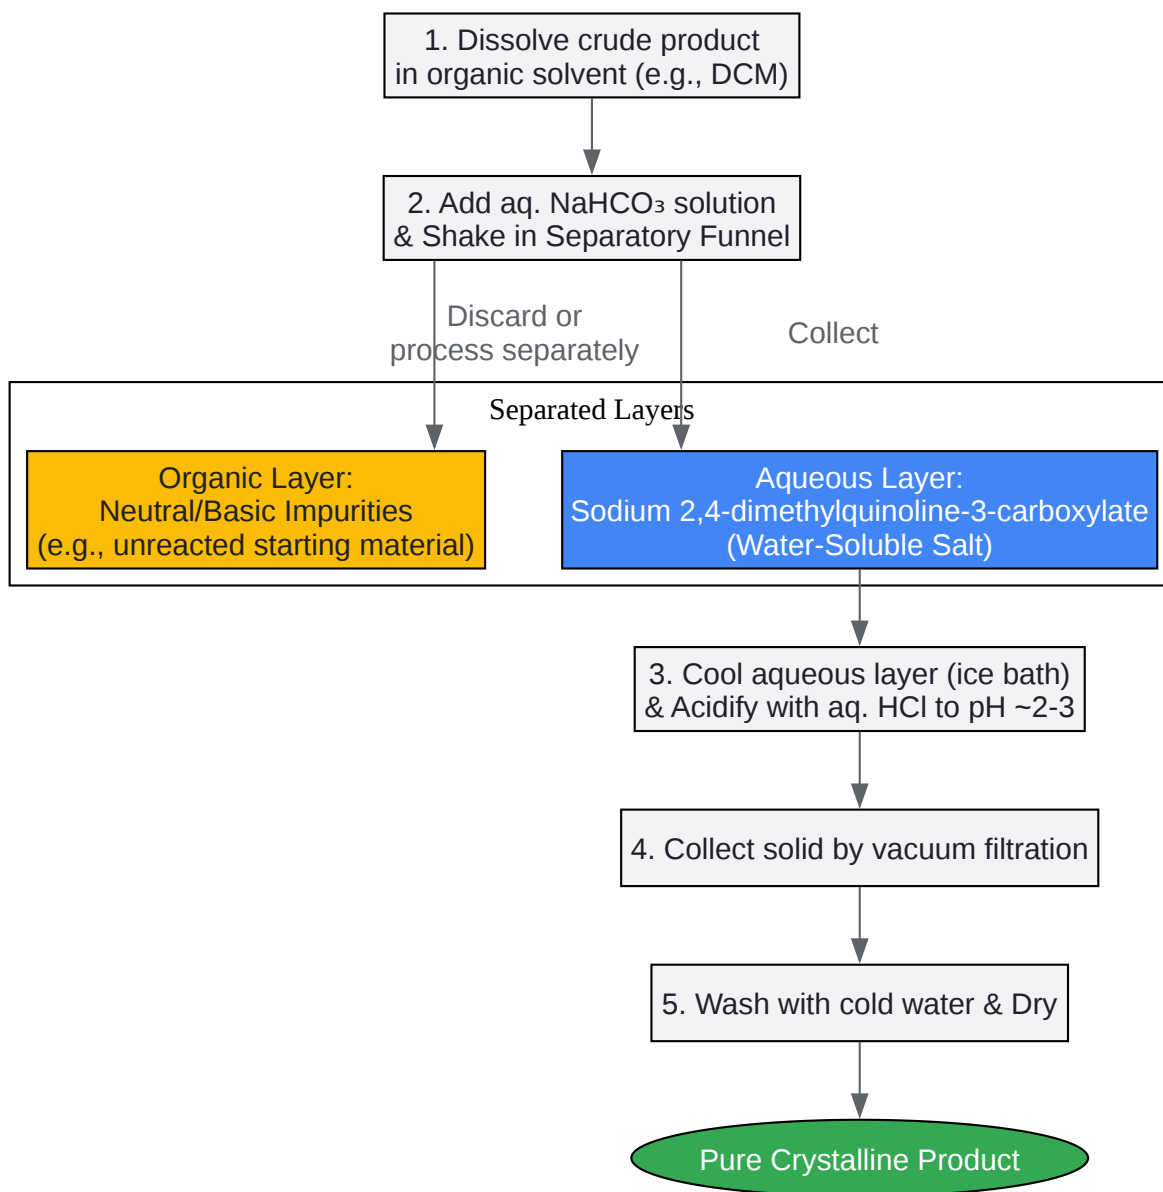 1. Dissolve crude product
in organic solvent (e.g., DCM)
2. Add aq. NaHCO₃ solution
& Shake in Separatory Funnel
Discard or
process separately
Collect
Separated Layers
Organic Layer:
Neutral/Basic Impurities
(e.g., unreacted starting material)
Aqueous Layer:
Sodium 2,4-dimethylquinoline-3-carboxylate
(Water-Soluble Salt)
3. Cool aqueous layer (ice bath)
& Acidify with aq. HCl to pH ~2-3
4. Collect solid by vacuum filtration
5. Wash with cold water & Dry
Pure Crystalline Product